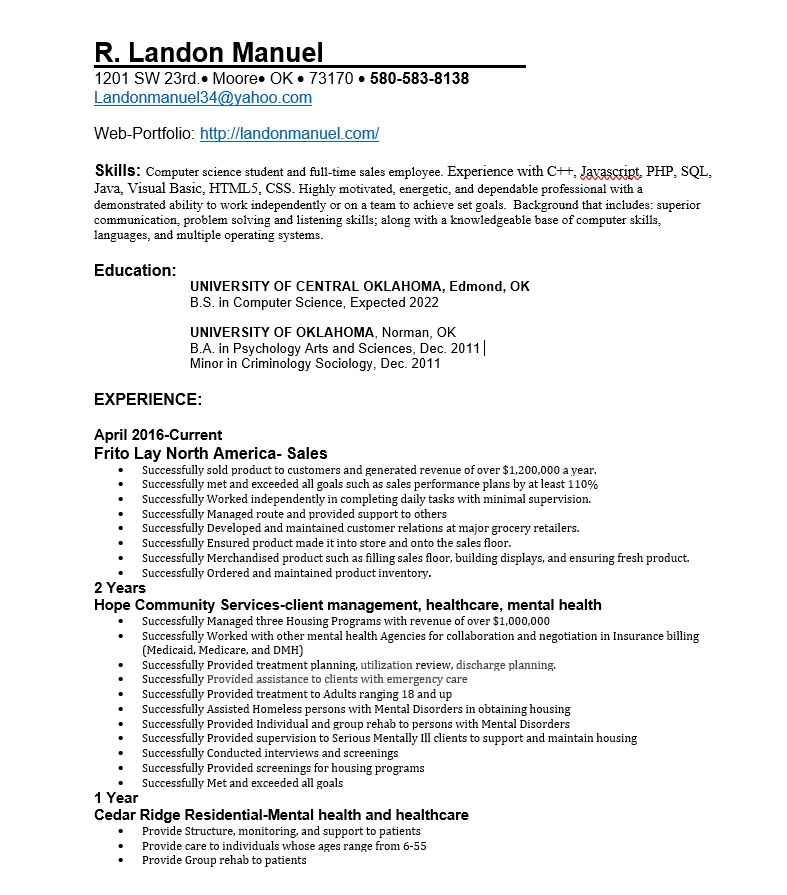 R. Landon Manuel
1201 SW 23rd.• Moore• OK • 73170 • 580-583-8138
Landonmanuel34@yahoo.com
Web-Portfolio: http://landonmanuel.com/
Skills: Computer science student and full-time sales employee. Experience with C++, Javascript, PHP, SQL,
Java, Visual Basic, HTML5, CSS. Highly motivated, energetic, and dependable professional with a
demonstrated ability to work independently or on a team to achieve set goals. Background that includes: superior
communication, problem solving and listening skills; along with a knowledgeable base of computer skills,
languages, and multiple operating systems.
Education:
UNIVERSITY OF CENTRAL OKLAHOMA, Edmond, OK
B.S. in Computer Science, Expected 2022
UNIVERSITY OF OKLAHOMA, Norman, OK
B.A. in Psychology Arts and Sciences, Dec. 2011
Minor in Criminology Sociology, Dec. 2011
EXPERIENCE:
April 2016-Current
Frito Lay North America- Sales
• Successfully sold product to customers and generated revenue of over $1,200,000 a year.
• Successfully met and exceeded all goals such as sales performance plans by at least 110%
• Successfully Worked independently in completing daily tasks with minimal supervision.
• Successfully Managed route and provided support to others
• Successfully Developed and maintained customer relations at major grocery retailers.
• Successfully Ensured product made it into store and onto the sales floor.
• Successfully Merchandised product such as filling sales floor, building displays, and ensuring fresh product.
• Successfully Ordered and maintained product inventory.
2 Years
Hope Community Services-client management, healthcare, mental health
• Successfully Managed three Housing Programs with revenue of over $1,000,000
• Successfully Worked with other mental health Agencies for collaboration and negotiation in Insurance billing
(Medicaid, Medicare, and DMH)
• Successfully Provided treatment planning, utilization review, discharge planning.
• Successfully Provided assistance to clients with emergency care
• Successfully Provided treatment to Adults ranging 18 and up
• Successfully Assisted Homeless persons with Mental Disorders in obtaining housing
• Successfully Provided Individual and group rehab to persons with Mental Disorders
• Successfully Provided supervision to Serious Mentally Ill clients to support and maintain housing
• Successfully Conducted interviews and screenings
• Successfully Provided screenings for housing programs
• Successfully Met and exceeded all goals
1 Year
Cedar Ridge Residential-Mental health and healthcare
• Provide Structure, monitoring, and support to patients
• Provide care to individuals whose ages range from 6-55
• Provide Group rehab to patients